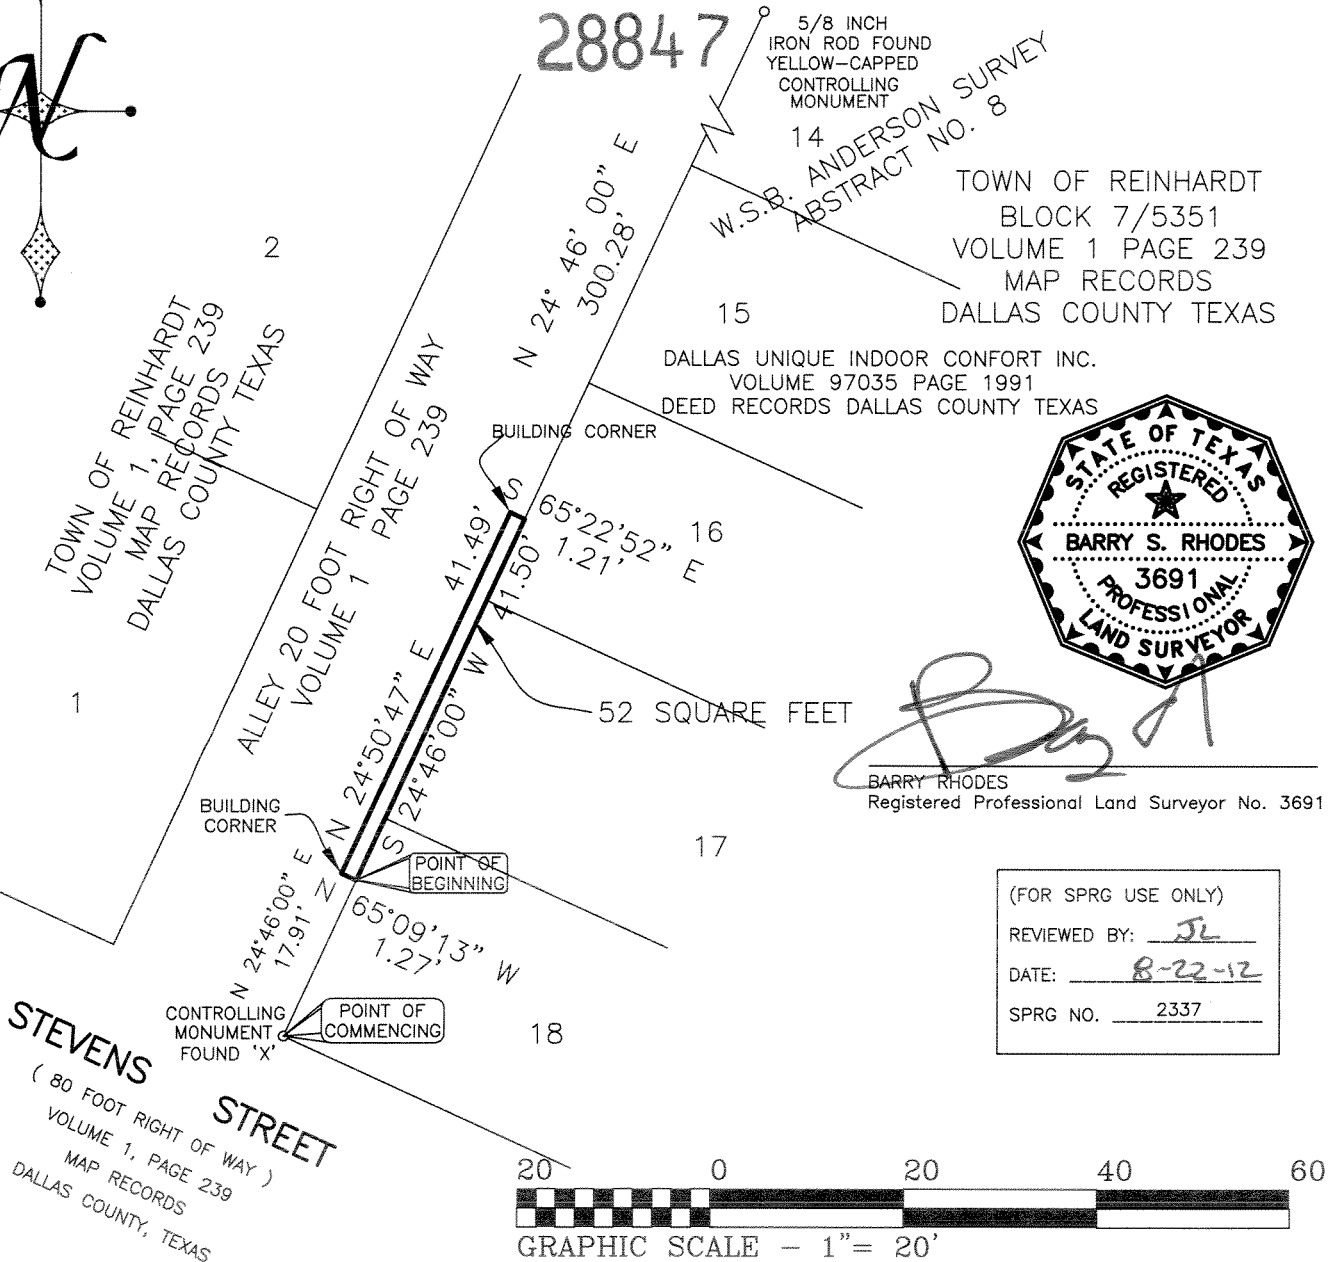 28847
N
5/8 INCH
IRON ROD FOUND
YELLOW-CAPPED
CONTROLLING
MONUMENT
14
W.S.B. ANDERSON SURVEY
ABSTRACT NO. 8
TOWN OF REINHARDT
BLOCK 7/5351
VOLUME 1 PAGE 239
MAP RECORDS
DALLAS COUNTY TEXAS
2
N 24° 46' 00" E
300.28'
15
DALLAS UNIQUE INDOOR CONFORT INC.
VOLUME 97035 PAGE 1991
DEED RECORDS DALLAS COUNTY TEXAS
TOWN OF REINHARDT
VOLUME 1, PAGE 239
MAP RECORDS
DALLAS COUNTY TEXAS
ALLEY 20 FOOT RIGHT OF WAY
VOLUME 1 PAGE 239
BUILDING CORNER
S 65°22'52" E
1.21'
16
STATE OF TEXAS
REGISTERED
BARRY S. RHODES
3691
PROFESSIONAL
LAND SURVEYOR
N 24°50'47" E 41.49'
S 24°46'00" W 41.50'
1
52 SQUARE FEET
BARRY RHODES
Registered Professional Land Surveyor No. 3691
BUILDING
CORNER
17
POINT OF
BEGINNING
N 65°09'13" W
1.27'
N 24°46'00" E
17.91'
CONTROLLING
MONUMENT
FOUND 'X'
POINT OF
COMMENCING
18
(FOR SPRG USE ONLY)
REVIEWED BY: JL
DATE: 8-22-12
SPRG NO. 2337
STEVENS STREET
( 80 FOOT RIGHT OF WAY )
VOLUME 1, PAGE 239
MAP RECORDS
DALLAS COUNTY, TEXAS
20 0 20 40 60
GRAPHIC SCALE - 1"= 20'